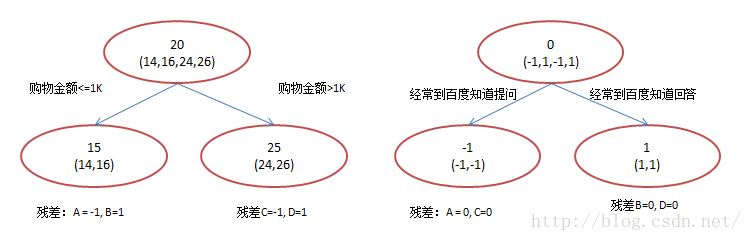 20
(14,16,24,26)
购物金额<=1K
购物金额>1K
15
(14,16)
25
(24,26)
残差：A = -1, B=1
残差C=-1, D=1
0
(-1,1,-1,1)
经常到百度知道提问
经常到百度知道回答
-1
(-1,-1)
1
(1,1)
残差：A = 0, C=0
残差B=0, D=0
http://blog.csdn.net/